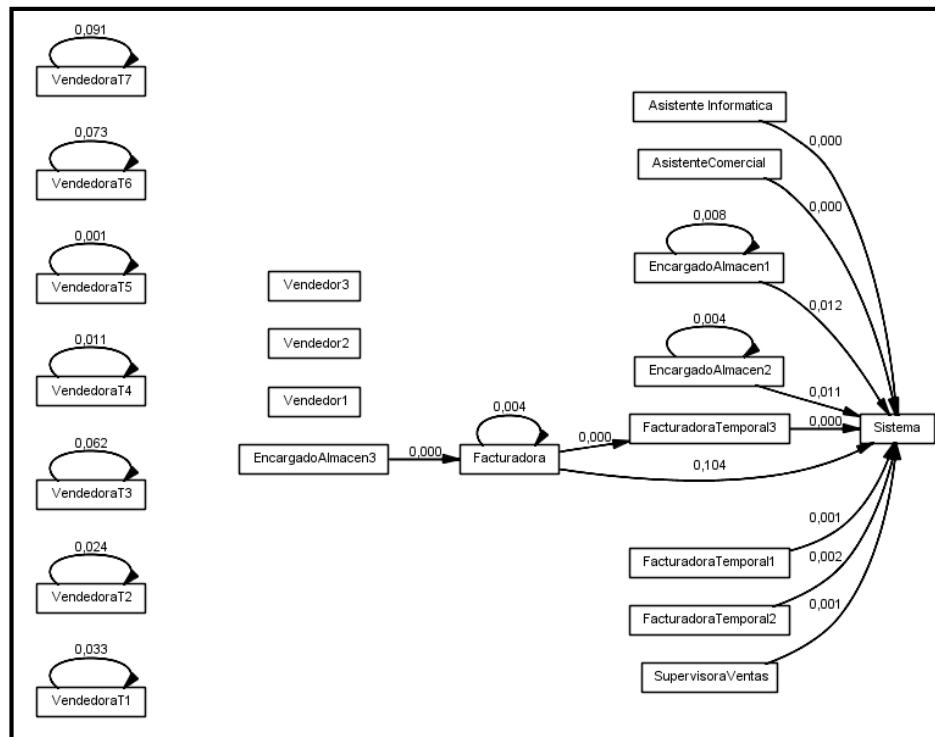 0,091
VendedoraT7
0,073
VendedoraT6
0,001
VendedoraT5
0,011
VendedoraT4
0,062
VendedoraT3
0,024
VendedoraT2
0,033
VendedoraT1
Vendedor3
Vendedor2
Vendedor1
EncargadoAlmacen3
0,000
0,004
Facturadora
0,000
0,104
Asistente Informatica
0,000
AsistenteComercial
0,000
0,008
EncargadoAlmacen1
0,012
0,004
EncargadoAlmacen2
0,011
FacturadoraTemporal3
0,000
Sistema
0,001
FacturadoraTemporal1
0,002
FacturadoraTemporal2
0,001
SupervisoraVentas